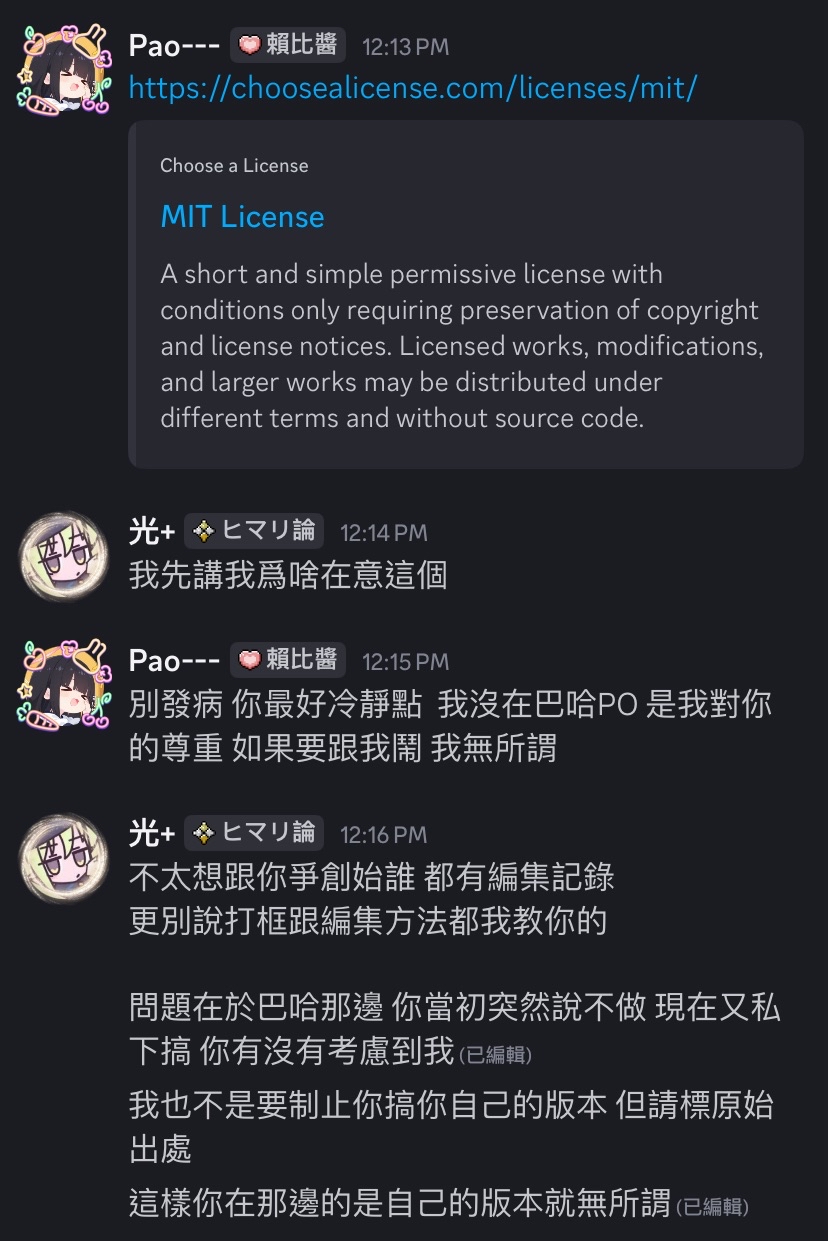 Pao--- 賴比醬 12:13 PM
https://choosealicense.com/licenses/mit/
Choose a License
MIT License
A short and simple permissive license with
conditions only requiring preservation of copyright
and license notices. Licensed works, modifications,
and larger works may be distributed under
different terms and without source code.
光+ ヒマリ論 12:14 PM
我先講我爲啥在意這個
Pao--- 賴比醬 12:15 PM
別發病 你最好冷靜點 我沒在巴哈PO 是我對你
的尊重 如果要跟我鬧 我無所謂
光+ ヒマリ論 12:16 PM
不太想跟你爭創始誰 都有編集記錄
更別說打框跟編集方法都我教你的
問題在於巴哈那邊 你當初突然說不做 現在又私
下搞 你有沒有考慮到我 (已編輯)
我也不是要制止你搞你自己的版本 但請標原始
出處
這樣你在那邊的是自己的版本就無所謂 (已編輯)